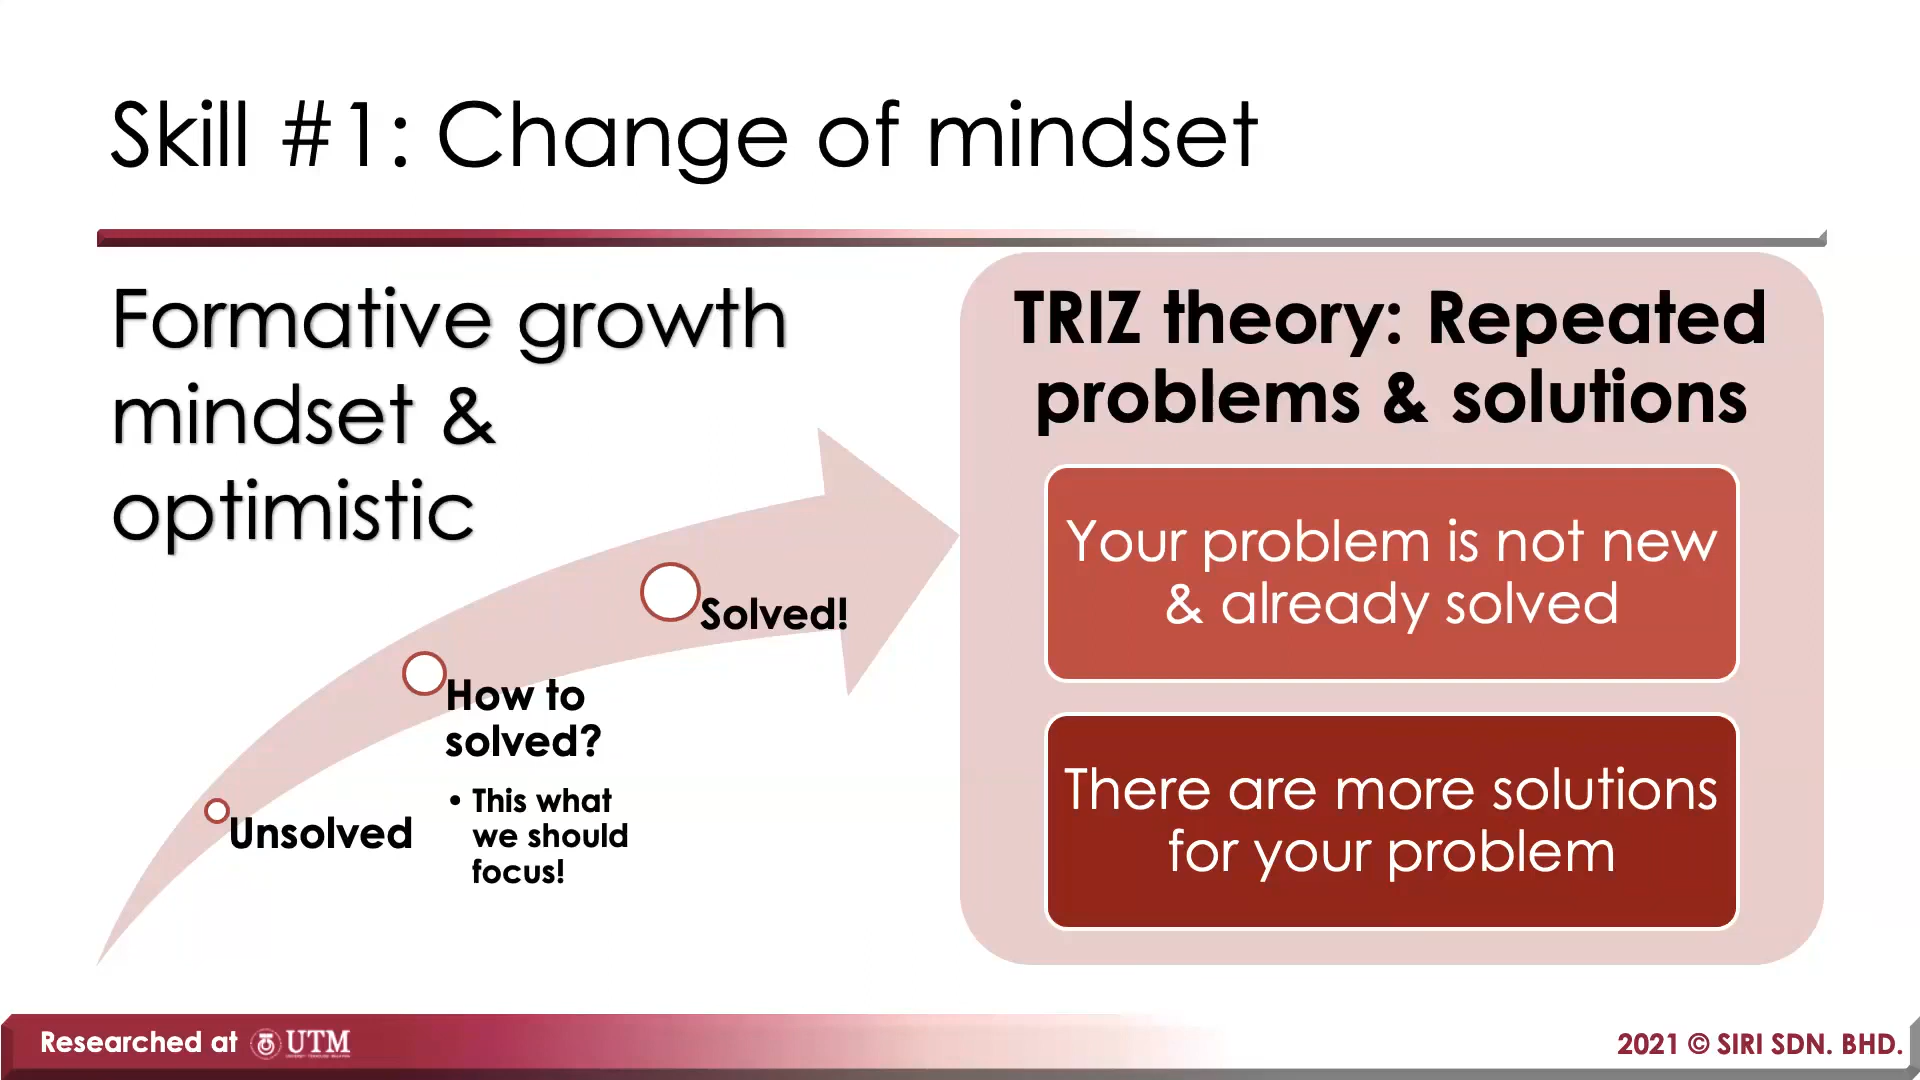 Skill #1: Change of mindset
Formative growth
mindset &
optimistic
Unsolved
How to
solved?
• This what
we should
focus!
Solved!
TRIZ theory: Repeated
problems & solutions
Your problem is not new
& already solved
There are more solutions
for your problem
Researched at UTM
2021 © SIRI SDN. BHD.